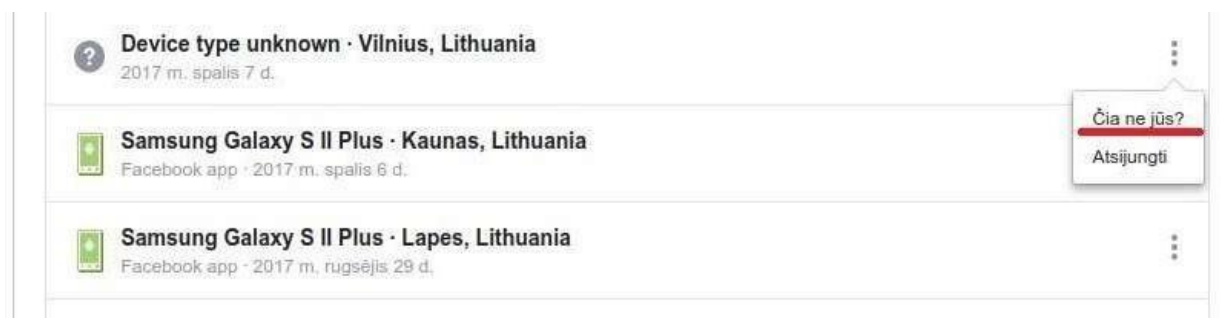 Device type unknown · Vilnius, Lithuania
2017 m. spalis 7 d.
Čia ne jūs?
Samsung Galaxy S II Plus · Kaunas, Lithuania
Facebook app · 2017 m. spalis 6 d.
Atsijungti
Samsung Galaxy S II Plus · Lapes, Lithuania
Facebook app · 2017 m. rugsėjis 29 d.